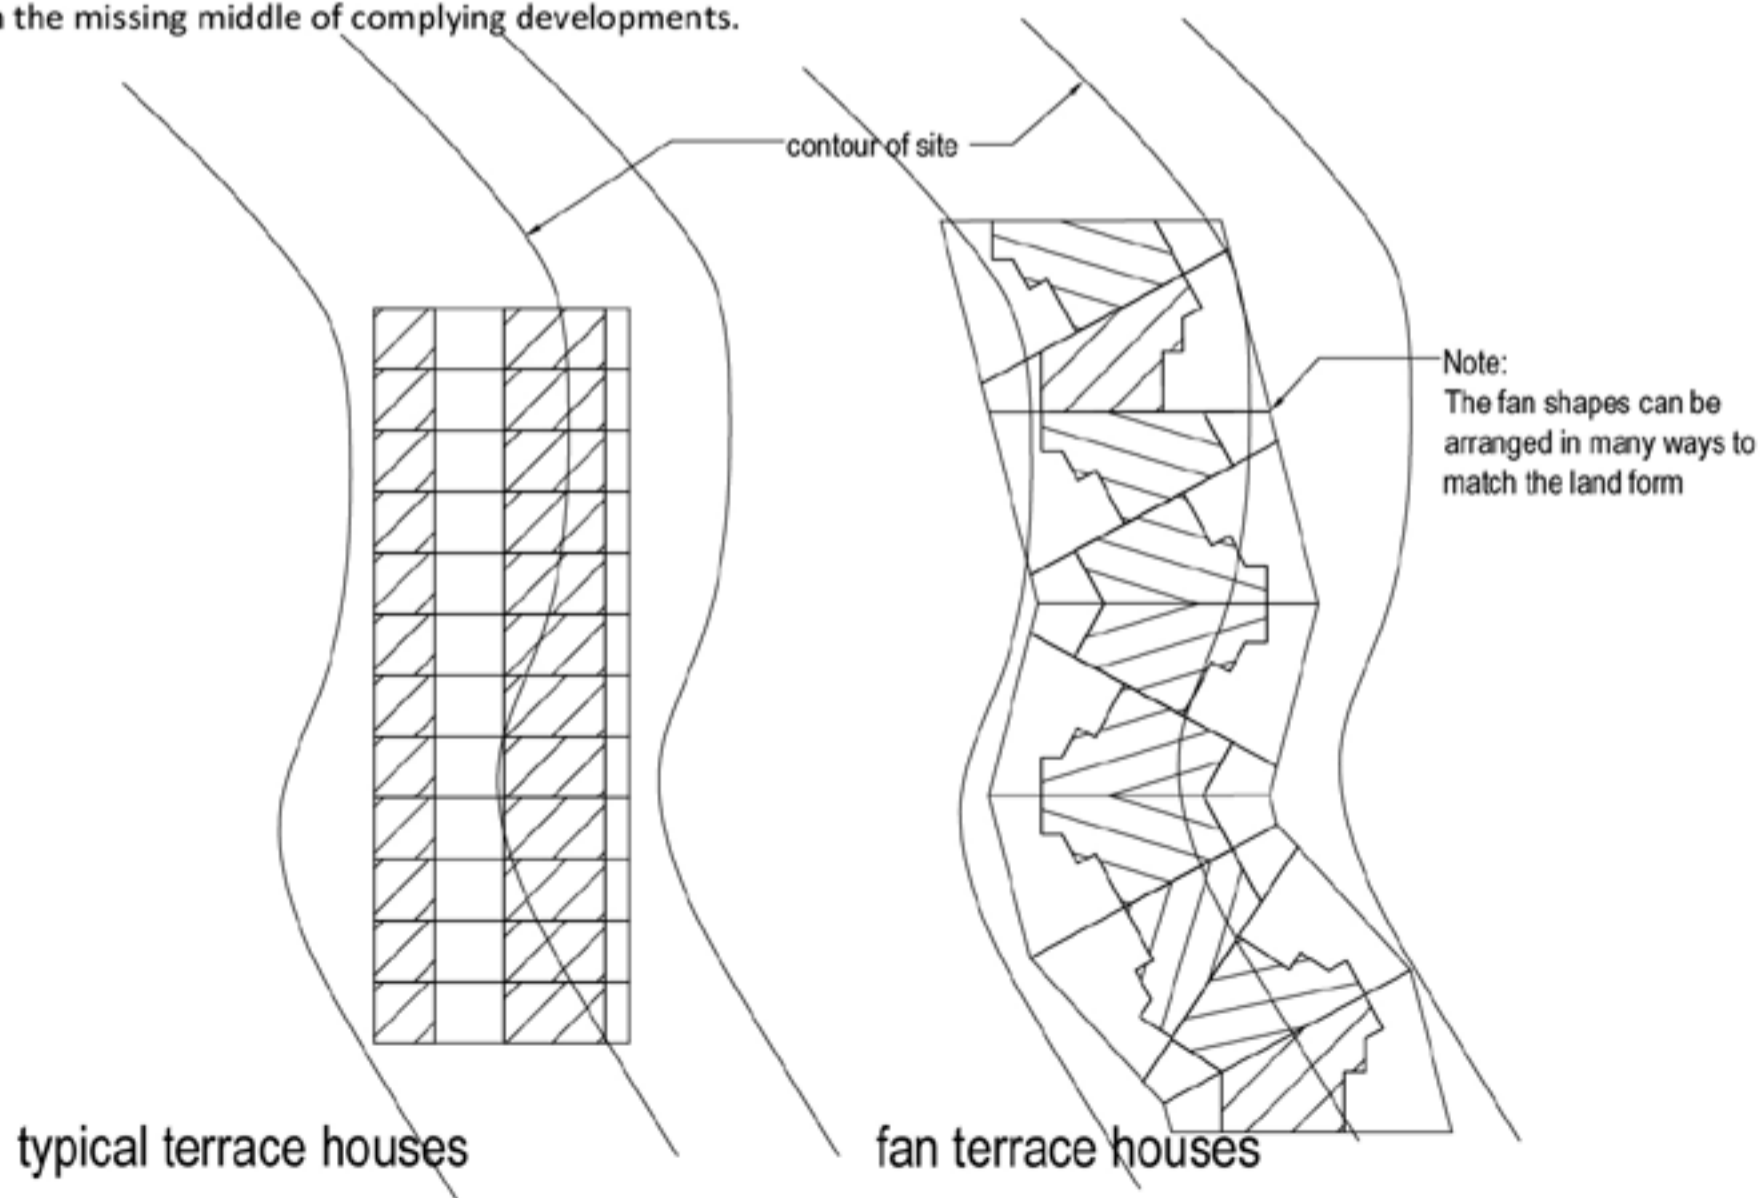 the missing middle of complying developments.
contour of site
Note:
The fan shapes can be
arranged in many ways to
match the land form
typical terrace houses
fan terrace houses